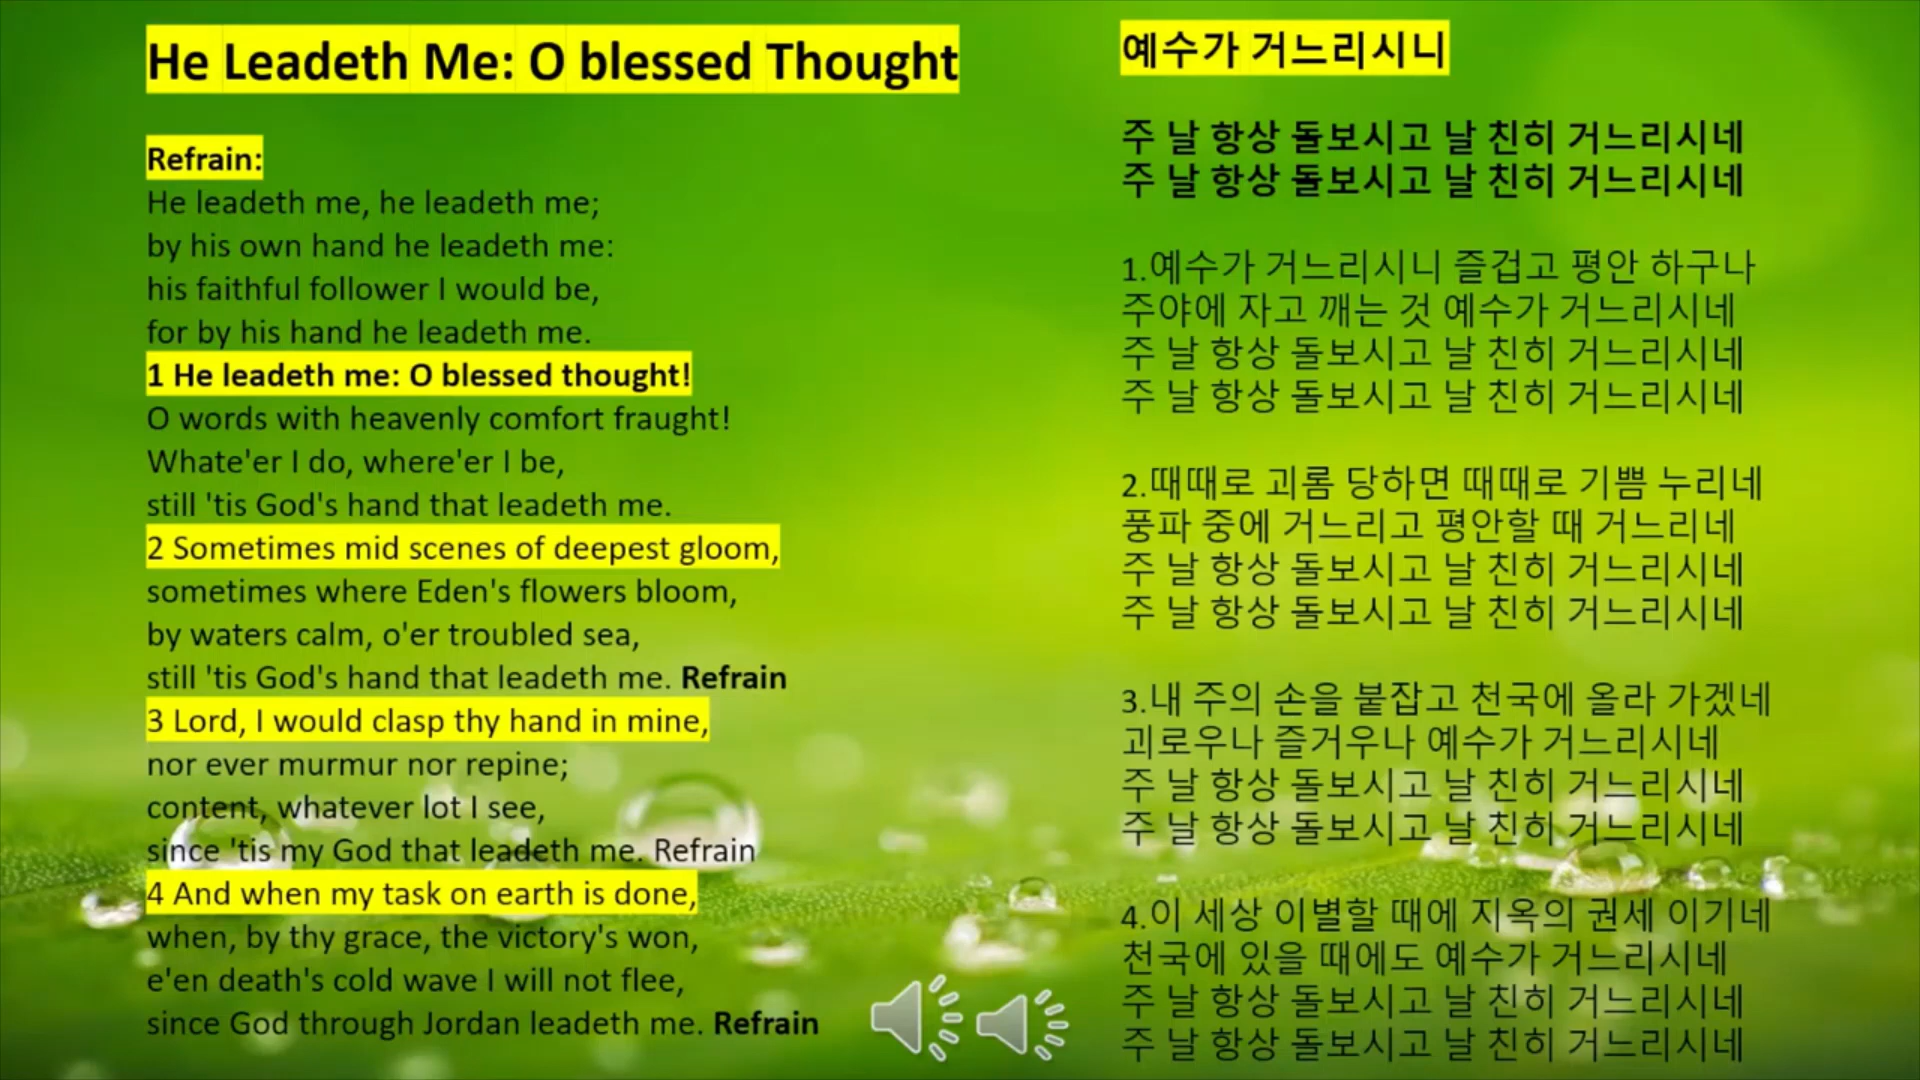 He Leadeth Me: O blessed Thought
Refrain:
He leadeth me, he leadeth me;
by his own hand he leadeth me:
his faithful follower I would be,
for by his hand he leadeth me.
1 He leadeth me: O blessed thought!
O words with heavenly comfort fraught!
Whate'er I do, where'er I be,
still 'tis God's hand that leadeth me.
2 Sometimes mid scenes of deepest gloom,
sometimes where Eden's flowers bloom,
by waters calm, o'er troubled sea,
still 'tis God's hand that leadeth me. Refrain
3 Lord, I would clasp thy hand in mine,
nor ever murmur nor repine;
content, whatever lot I see,
since 'tis my God that leadeth me. Refrain
4 And when my task on earth is done,
when, by thy grace, the victory's won,
e'en death's cold wave I will not flee,
since God through Jordan leadeth me. Refrain
예수가 거느리시니
주 날 항상 돌보시고 날 친히 거느리시네
주 날 항상 돌보시고 날 친히 거느리시네
1.예수가 거느리시니 즐겁고 평안 하구나
주야에 자고 깨는 것 예수가 거느리시네
주 날 항상 돌보시고 날 친히 거느리시네
주 날 항상 돌보시고 날 친히 거느리시네
2.때때로 괴롬 당하면 때때로 기쁨 누리네
풍파 중에 거느리고 평안할 때 거느리네
주 날 항상 돌보시고 날 친히 거느리시네
주 날 항상 돌보시고 날 친히 거느리시네
3.내 주의 손을 붙잡고 천국에 올라 가겠네
괴로우나 즐거우나 예수가 거느리시네
주 날 항상 돌보시고 날 친히 거느리시네
주 날 항상 돌보시고 날 친히 거느리시네
4.이 세상 이별할 때에 지옥의 권세 이기네
천국에 있을 때에도 예수가 거느리시네
주 날 항상 돌보시고 날 친히 거느리시네
주 날 항상 돌보시고 날 친히 거느리시네